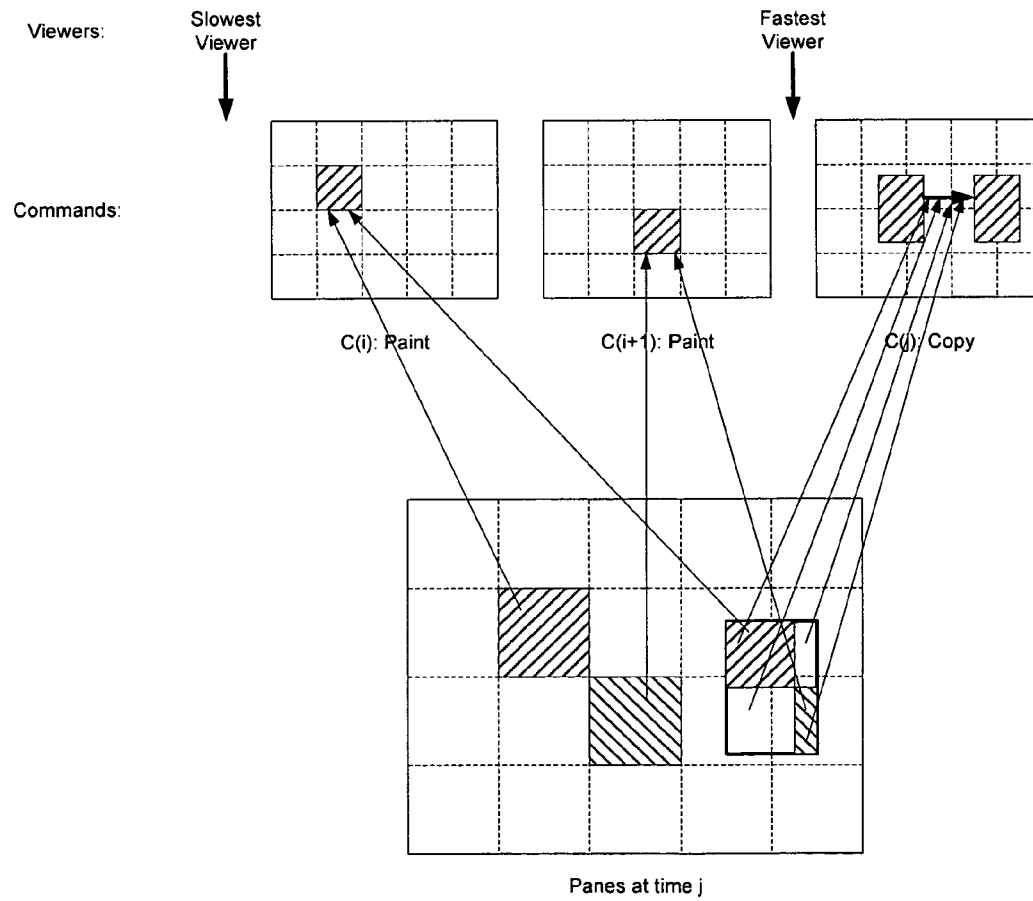 Viewers:
Slowest
Viewer
Fastest
Viewer
Commands:
C(i): Paint
C(i+1): Paint
C(j): Copy
Panes at time j